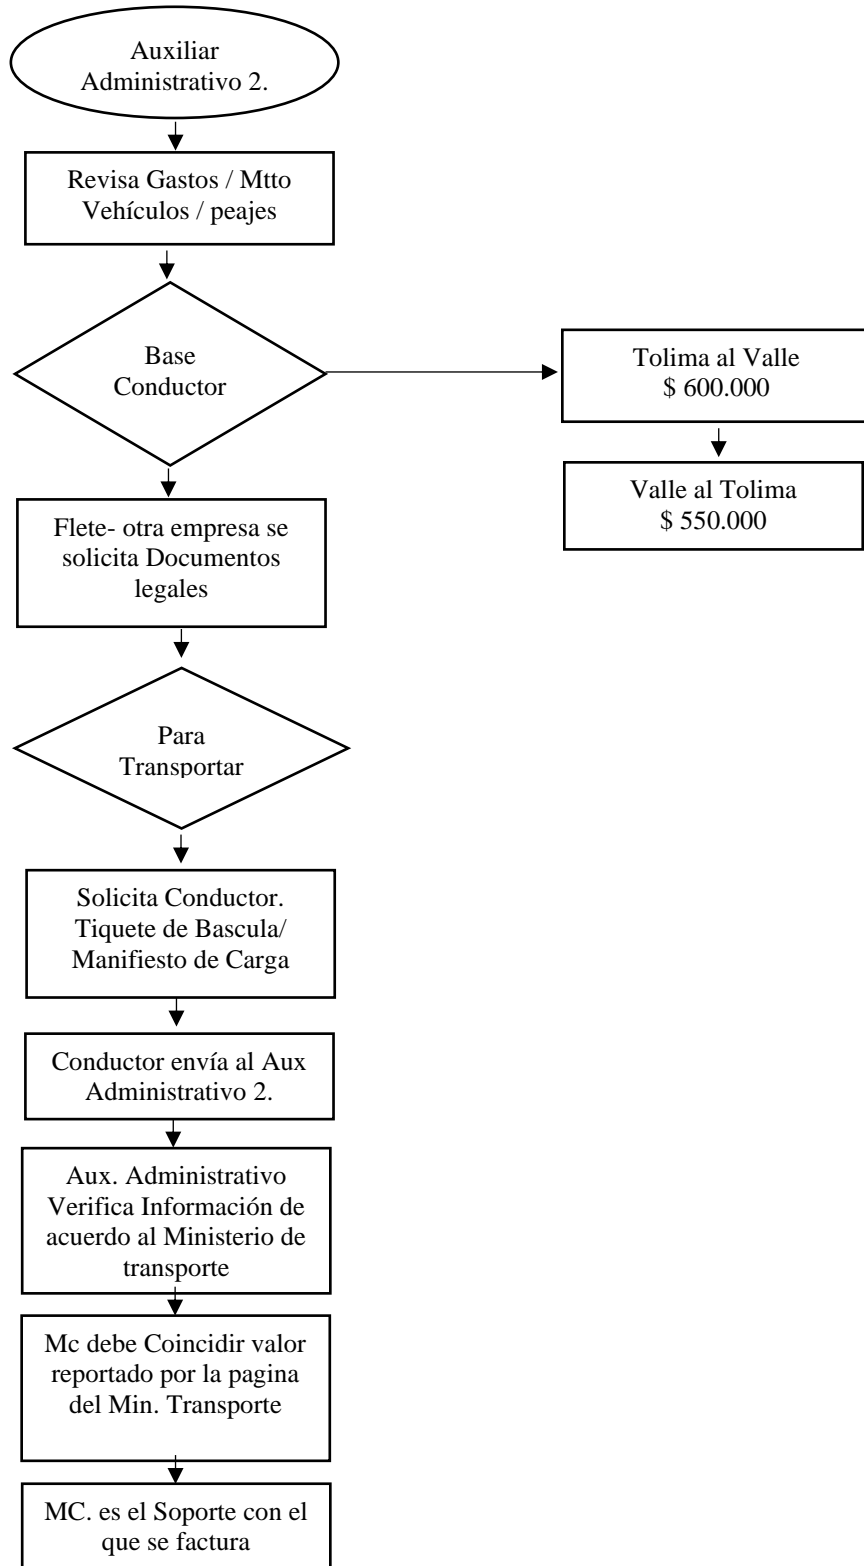 Auxiliar
Administrativo 2.
Revisa Gastos / Mtto
Vehículos / peajes
Base
Conductor
Tolima al Valle
$ 600.000
Valle al Tolima
$ 550.000
Flete- otra empresa se
solicita Documentos
legales
Para
Transportar
Solicita Conductor.
Tiquete de Bascula/
Manifiesto de Carga
Conductor envía al Aux
Administrativo 2.
Aux. Administrativo
Verifica Información de
acuerdo al Ministerio de
transporte
Mc debe Coincidir valor
reportado por la pagina
del Min. Transporte
MC. es el Soporte con el
que se factura